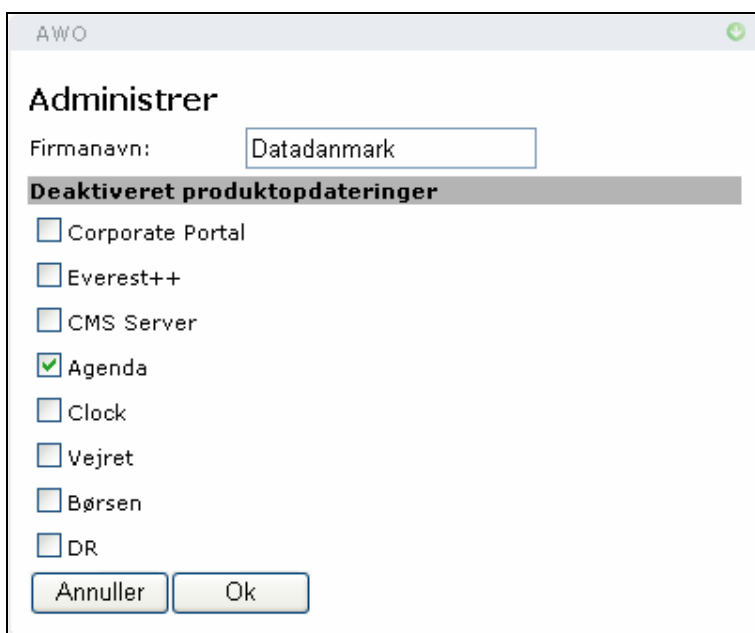 AWO
Administrer
Firmanavn: Datadanmark
Deaktiveret produktopdateringer
Corporate Portal
Everest++
CMS Server
Agenda
Clock
Vejret
Børsen
DR
Annuller Ok